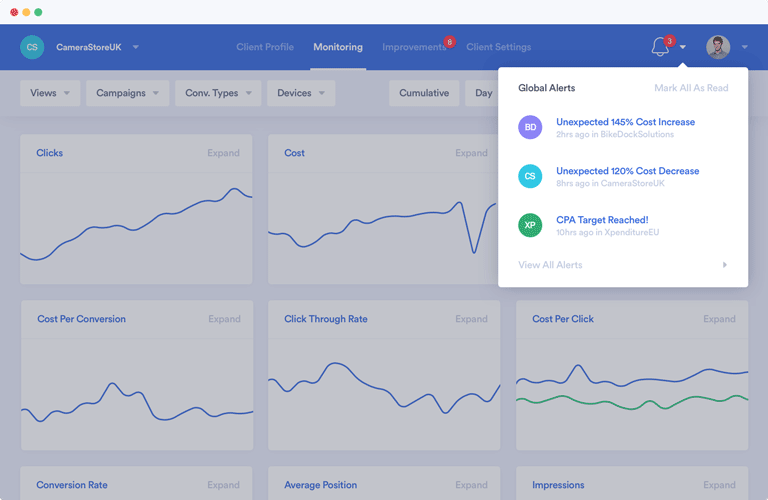 CS CameraStoreUK Client Profile Monitoring Improvements 8 Client Settings 3
Views Campaigns Conv. Types Devices Cumulative Day
Global Alerts Mark All As Read
BD Unexpected 145% Cost Increase
2hrs ago in BikeDockSolutions
CS Unexpected 120% Cost Decrease
8hrs ago in CameraStoreUK
XP CPA Target Reached!
10hrs ago in XpenditureEU
View All Alerts
Clicks Expand Cost Expand
Cost Per Conversion Expand Click Through Rate Expand Cost Per Click Expand
Conversion Rate Expand Average Position Expand Impressions Expand